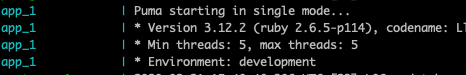 app_1 | Puma starting in single mode...
app_1 | * Version 3.12.2 (ruby 2.6.5-p114), codename:
app_1 | * Min threads: 5, max threads: 5
app_1 | * Environment: development